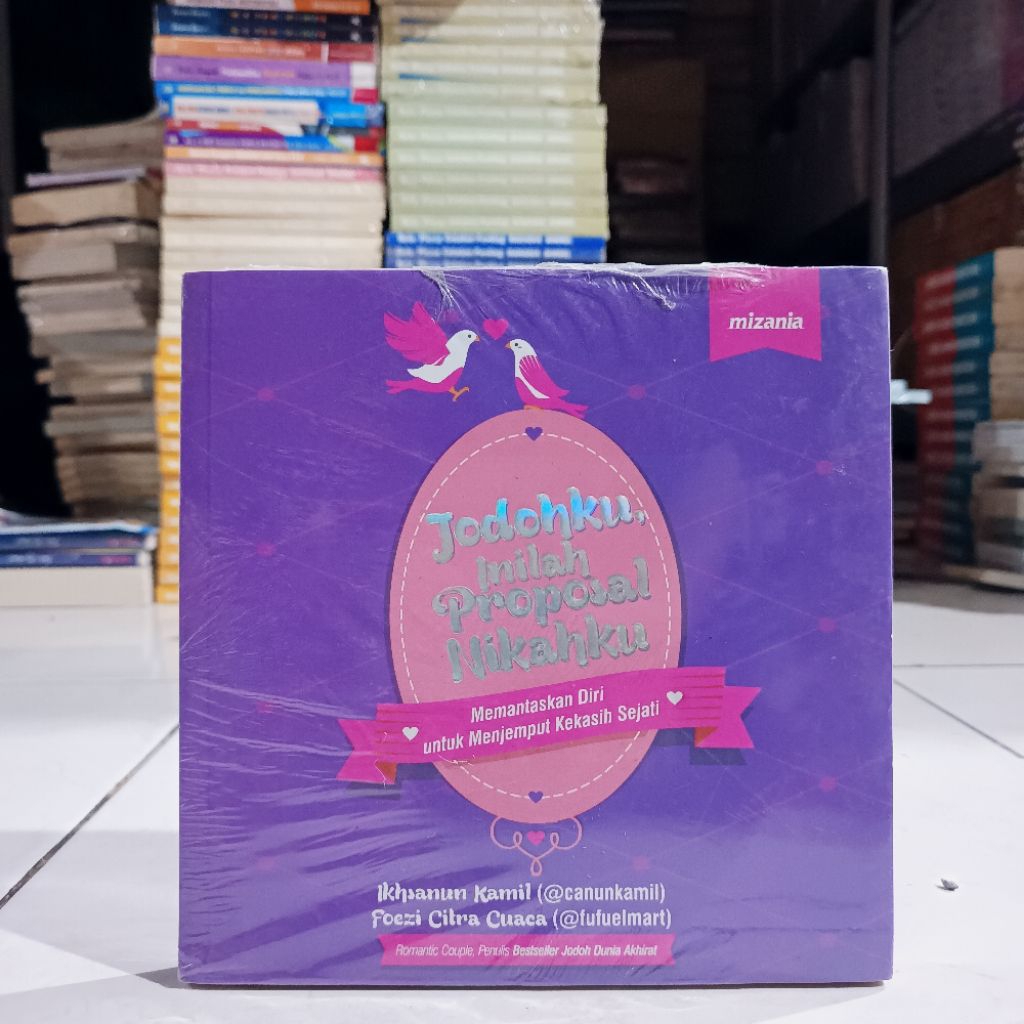 mizania
Jodohku,
Inilah
Proposal
Nikahku
Memantaskan Diri
untuk Menjemput Kekasih Sejati
Ikhsanun Kamil (@canunkamil)
Foezi Citra Cuaca (@fufuelmart)
Romantic Couple, Penulis Bestseller Jodoh Dunia Akhirat